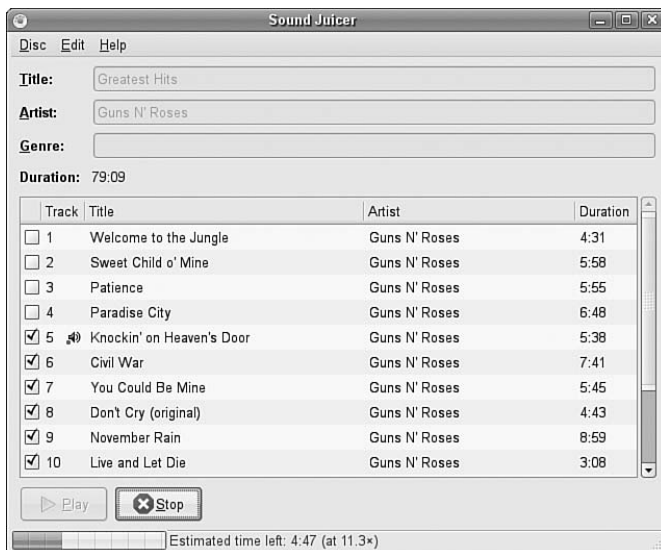 Sound Juicer
Disc Edit Help
Title: Greatest Hits
Artist: Guns N' Roses
Genre:
Duration: 79:09
Track Title Artist Duration
1 Welcome to the Jungle Guns N' Roses 4:31
2 Sweet Child o' Mine Guns N' Roses 5:58
3 Patience Guns N' Roses 5:55
4 Paradise City Guns N' Roses 6:48
5 Knockin' on Heaven's Door Guns N' Roses 5:38
6 Civil War Guns N' Roses 7:41
7 You Could Be Mine Guns N' Roses 5:45
8 Don't Cry (original) Guns N' Roses 4:43
9 November Rain Guns N' Roses 8:59
10 Live and Let Die Guns N' Roses 3:08
Play Stop
Estimated time left: 4:47 (at 11.3×)